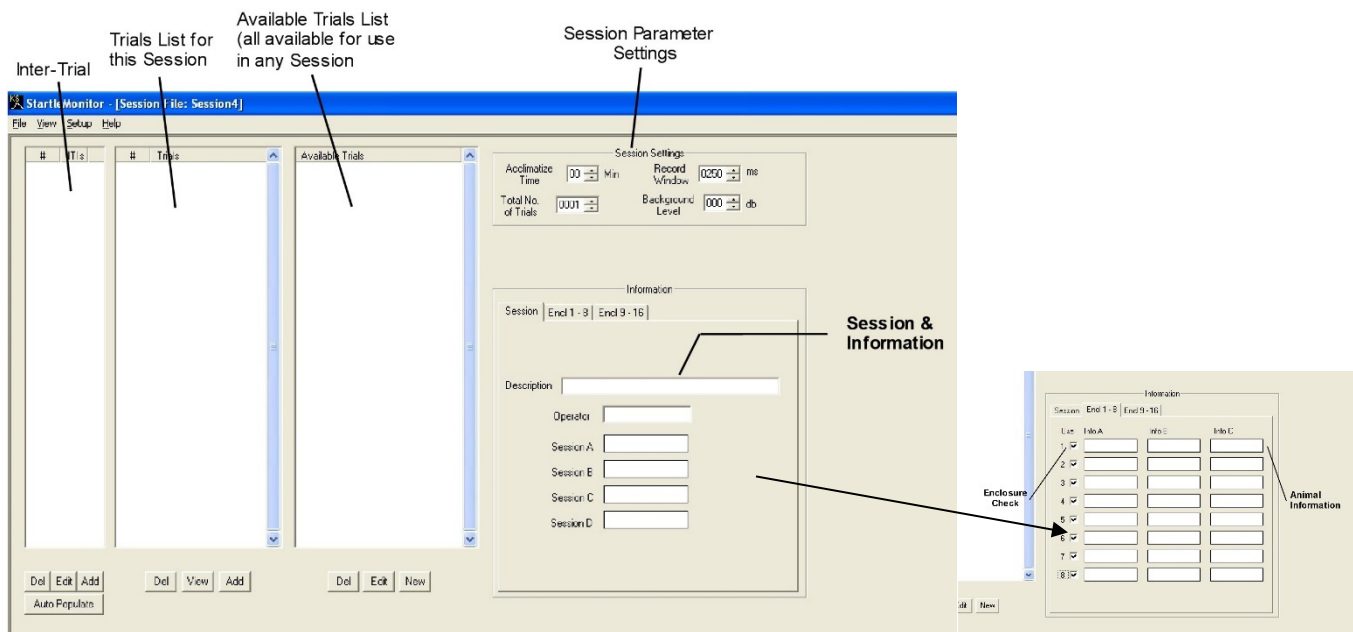 Inter-Trial
Trials List for
this Session
Available Trials List
(all available for use
in any Session
Session Parameter
Settings
StartleMonitor - [Session File: Session4]
File View Setup Help
# ITIs
# Trials
Available Trials
Session Settings
Acclimatize
Time
00
Min
Record
Window
0250
ms
Total No.
of Trials
0001
Background
Level
000
db
Information
Session
Encl 1 - 8
Encl 9 - 16
Session &
Information
Description
Operator
Session A
Session B
Session C
Session D
Del Edit Add
Auto Populate
Del View Add
Del Edit New
Information
Session
Encl 1 - 8
Encl 9 - 16
Use Info A Info B Info C
1
2
3
4
5
6
7
8
Enclosure
Check
Animal
Information
New